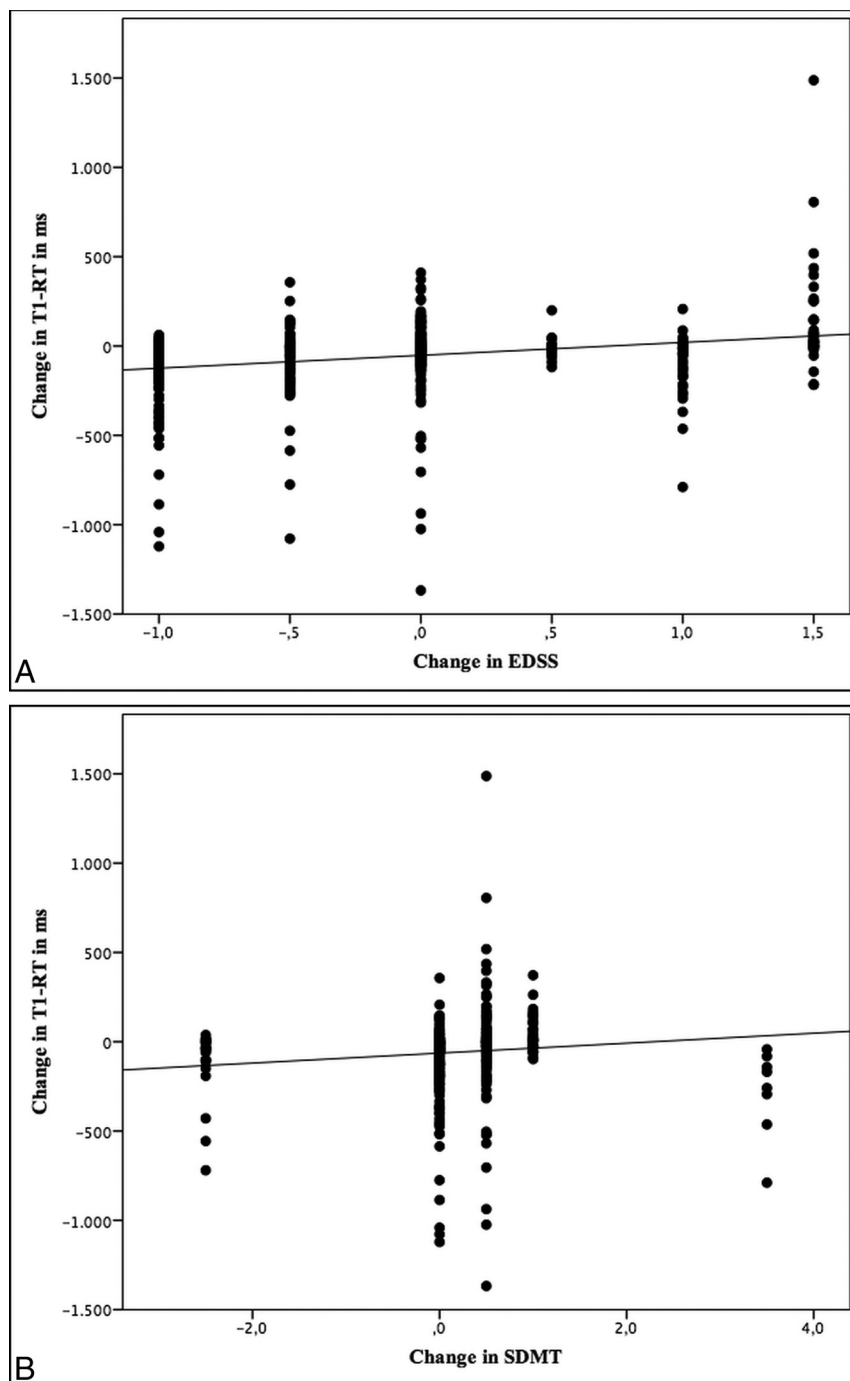 1.500
1.000
500
0
−500
−1.000
−1.500
Change in T1-RT in ms
−1,0 −,5 ,0 ,5 1,0 1,5
Change in EDSS
A
1.500
1.000
500
0
−500
−1.000
−1.500
Change in T1-RT in ms
−2,0 ,0 2,0 4,0
Change in SDMT
B